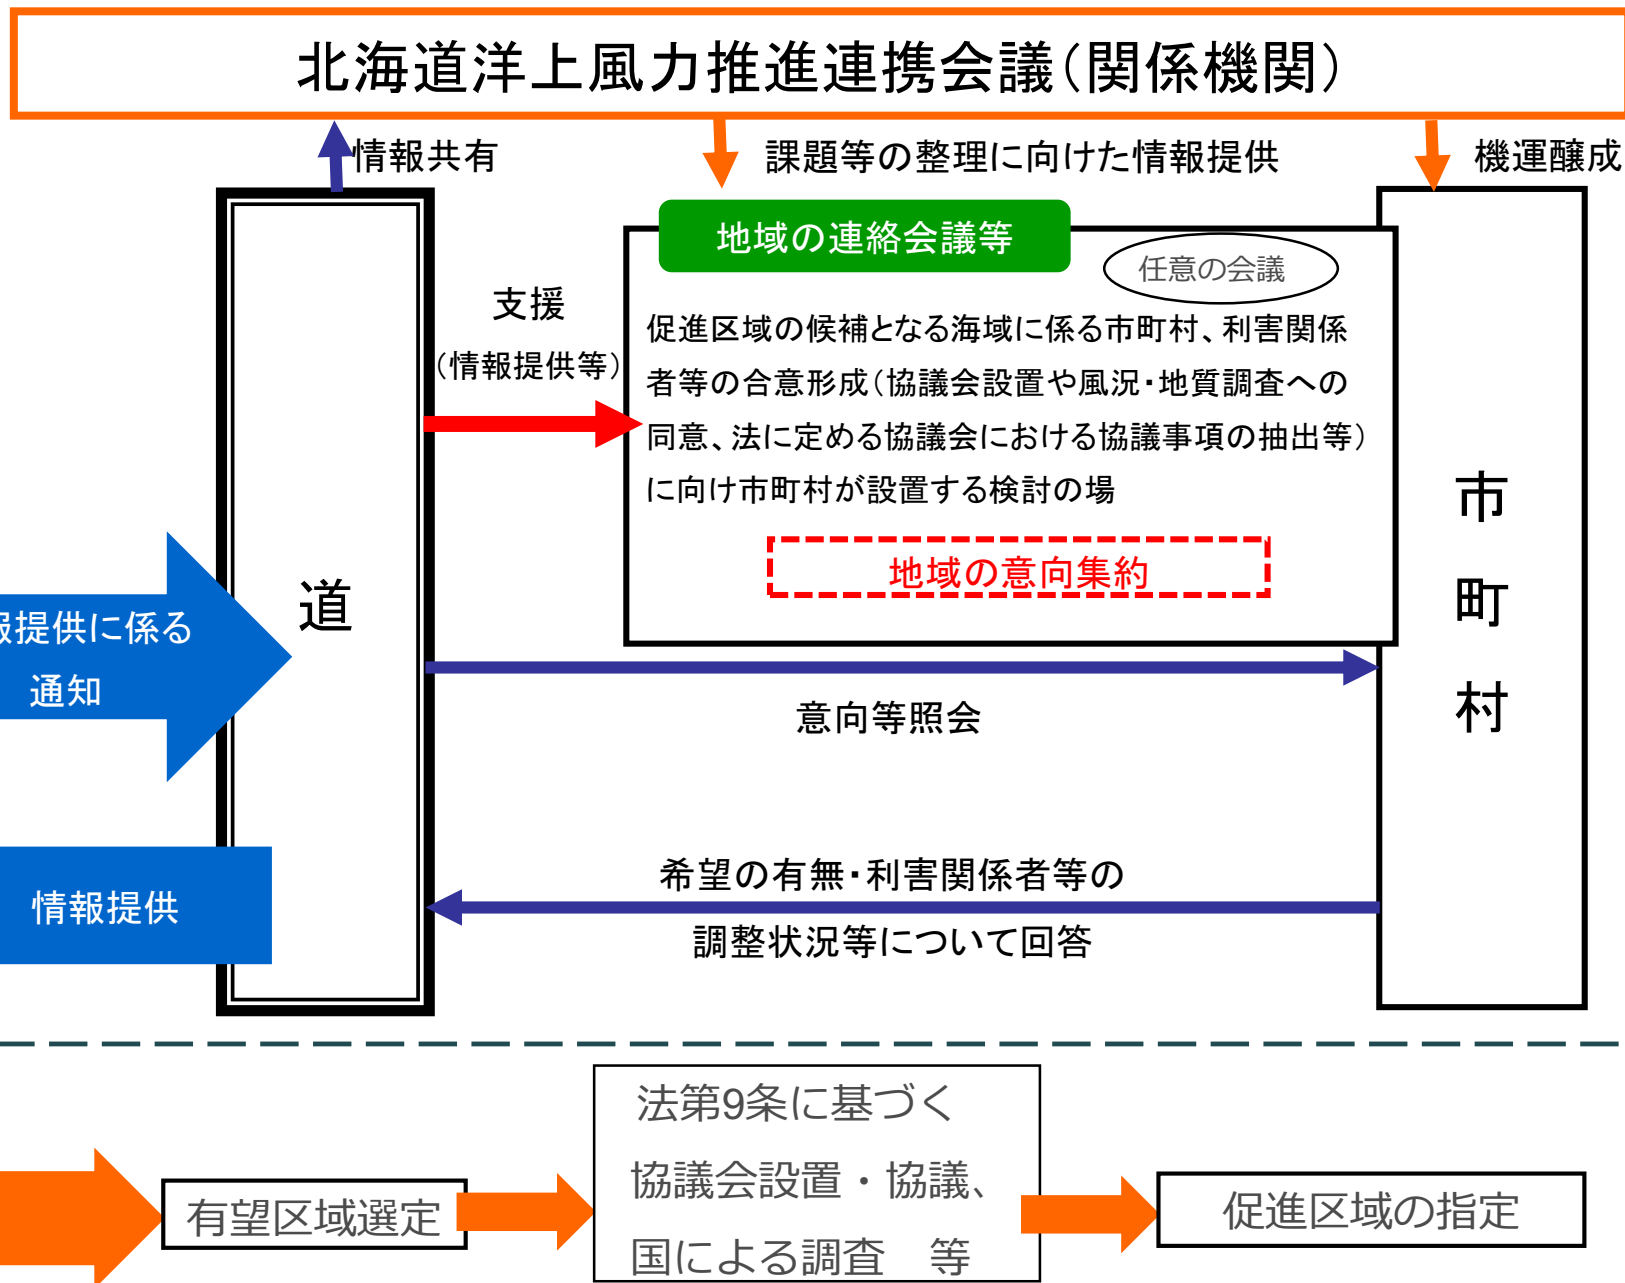 北海道洋上風力推進連携会議（関係機関）
情報共有
課題等の整理に向けた情報提供
機運醸成
地域の連絡会議等
任意の会議
支援
（情報提供等）
促進区域の候補となる海域に係る市町村、利害関係
者等の合意形成（協議会設置や風況・地質調査への
同意、法に定める協議会における協議事項の抽出等）
に向け市町村が設置する検討の場
地域の意向集約
道
市町村
報提供に係る
通知
意向等照会
希望の有無・利害関係者等の
調整状況等について回答
情報提供
有望区域選定
法第9条に基づく
協議会設置・協議、
国による調査　等
促進区域の指定